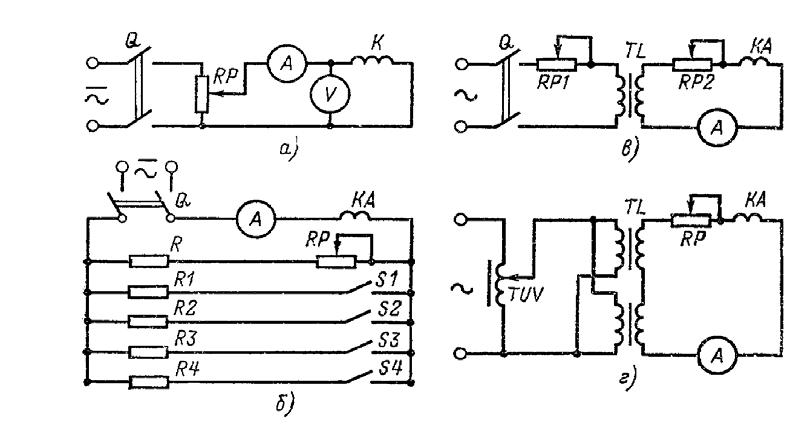 Q
RP
A
K
V
а)
Q
RP1
TL
RP2
KA
A
в)
Q
A
KA
R
RP
R1
S1
R2
S2
R3
S3
R4
S4
б)
TUV
TL
RP
KA
A
г)